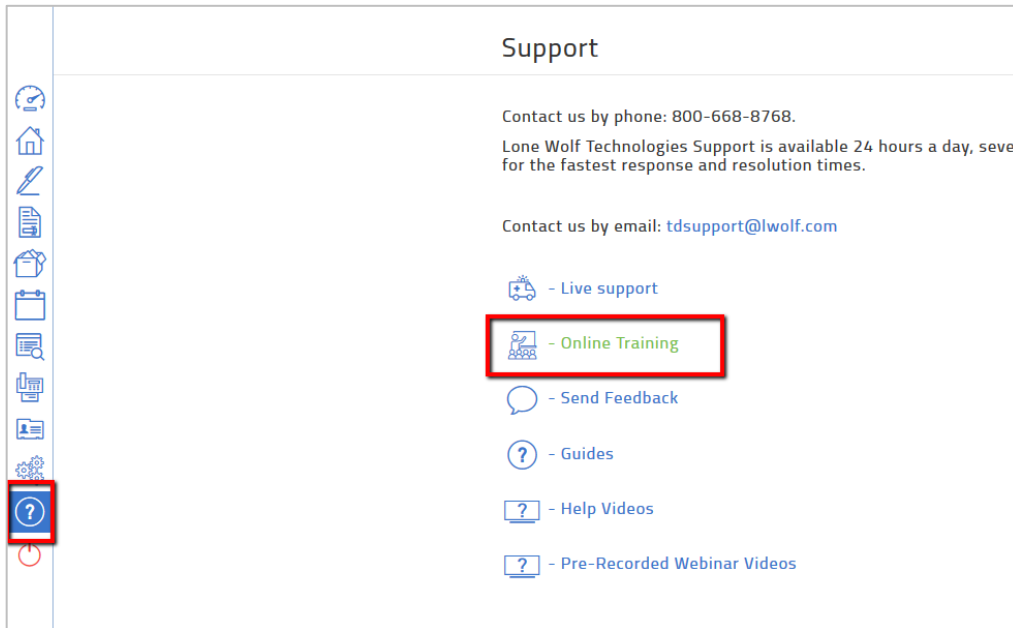 Support
Contact us by phone: 800-668-8768.
Lone Wolf Technologies Support is available 24 hours a day,
for the fastest response and resolution times.
Contact us by email: tdsupport@lwolf.com
- Live support
- Online Training
- Send Feedback
? - Guides
? - Help Videos
? - Pre-Recorded Webinar Videos
?